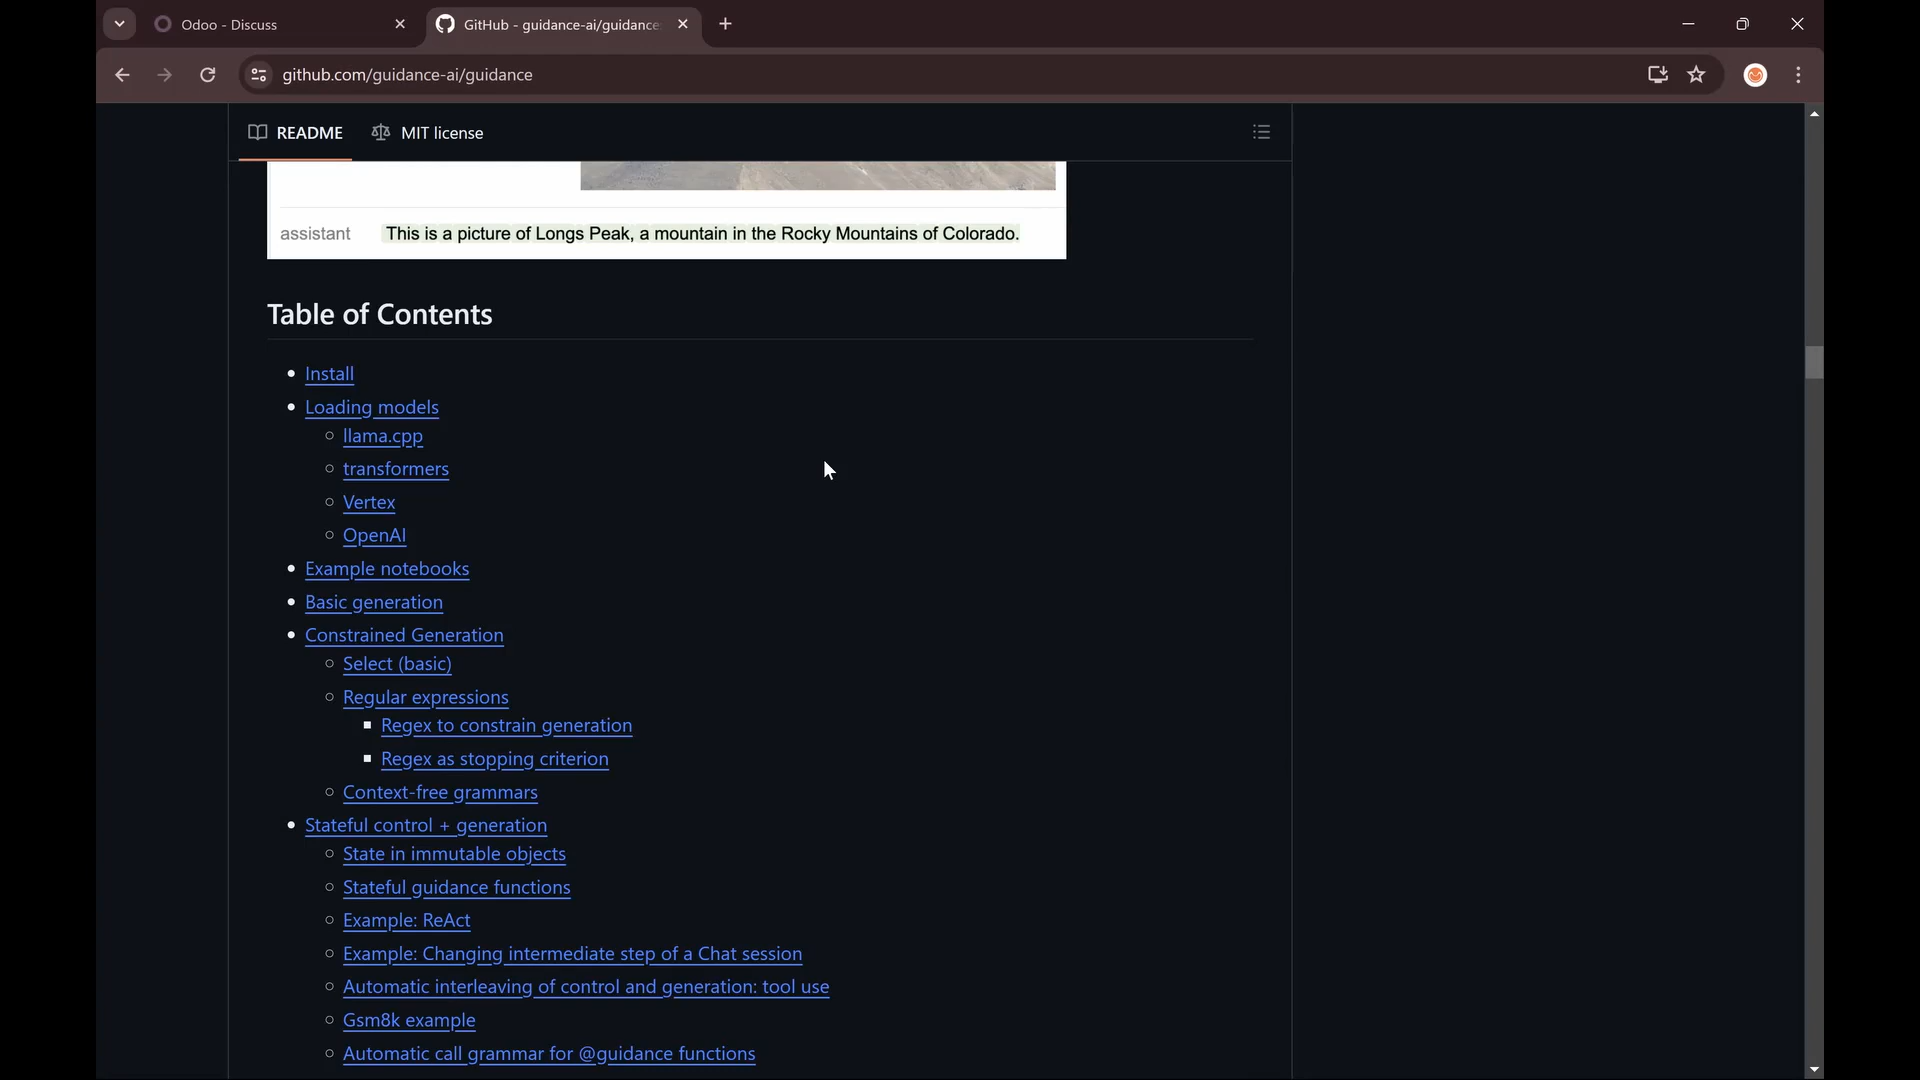 Odoo - Discuss
GitHub - guidance-ai/guidance
github.com/guidance-ai/guidance
README
MIT license
assistant
This is a picture of Longs Peak, a mountain in the Rocky Mountains of Colorado.
Table of Contents
Install
Loading models
llama.cpp
transformers
Vertex
OpenAI
Example notebooks
Basic generation
Constrained Generation
Select (basic)
Regular expressions
Regex to constrain generation
Regex as stopping criterion
Context-free grammars
Stateful control + generation
State in immutable objects
Stateful guidance functions
Example: ReAct
Example: Changing intermediate step of a Chat session
Automatic interleaving of control and generation: tool use
Gsm8k example
Automatic call grammar for @guidance functions